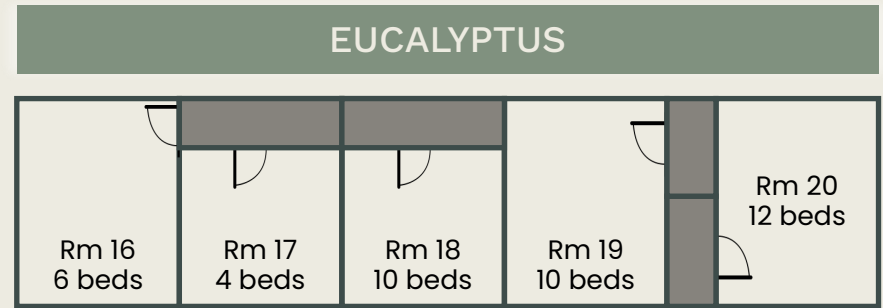 EUCALYPTUS
Rm 16
6 beds
Rm 17
4 beds
Rm 18
10 beds
Rm 19
10 beds
Rm 20
12 beds